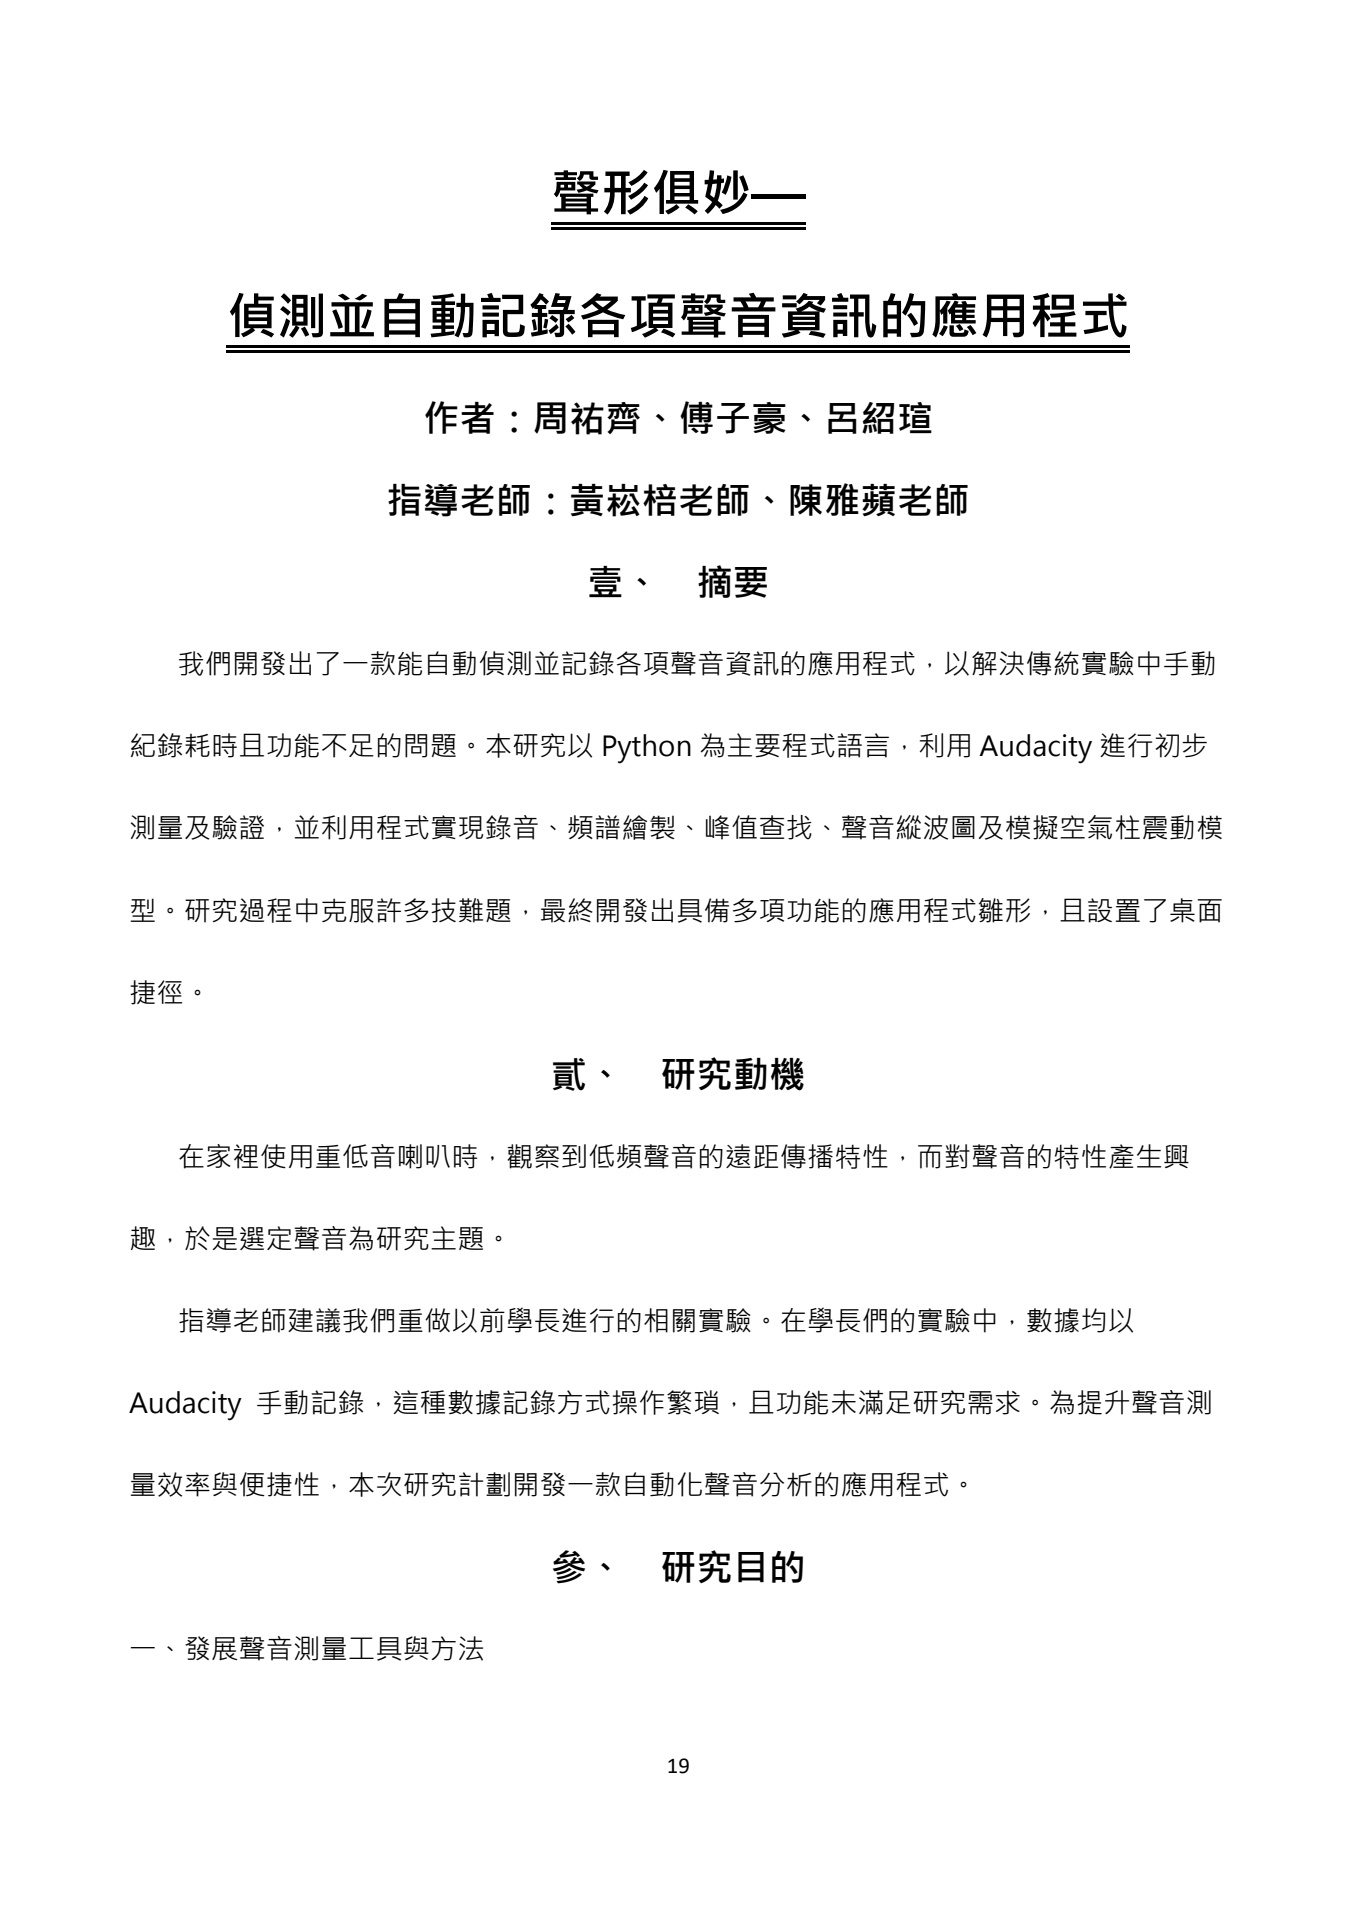 聲形俱妙—
偵測並自動記錄各項聲音資訊的應用程式
作者：周祐齊、傅子豪、呂紹瑄
指導老師：黃崧棓老師、陳雅蘋老師
壹、 摘要
我們開發出了一款能自動偵測並記錄各項聲音資訊的應用程式，以解決傳統實驗中手動
紀錄耗時且功能不足的問題。本研究以 Python 為主要程式語言，利用 Audacity 進行初步
測量及驗證，並利用程式實現錄音、頻譜繪製、峰值查找、聲音縱波圖及模擬空氣柱震動模
型。研究過程中克服許多技難題，最終開發出具備多項功能的應用程式雛形，且設置了桌面
捷徑。
貳、 研究動機
在家裡使用重低音喇叭時，觀察到低頻聲音的遠距傳播特性，而對聲音的特性產生興
趣，於是選定聲音為研究主題。
指導老師建議我們重做以前學長進行的相關實驗。在學長們的實驗中，數據均以
Audacity 手動記錄，這種數據記錄方式操作繁瑣，且功能未滿足研究需求。為提升聲音測
量效率與便捷性，本次研究計劃開發一款自動化聲音分析的應用程式。
參、 研究目的
一、發展聲音測量工具與方法
19